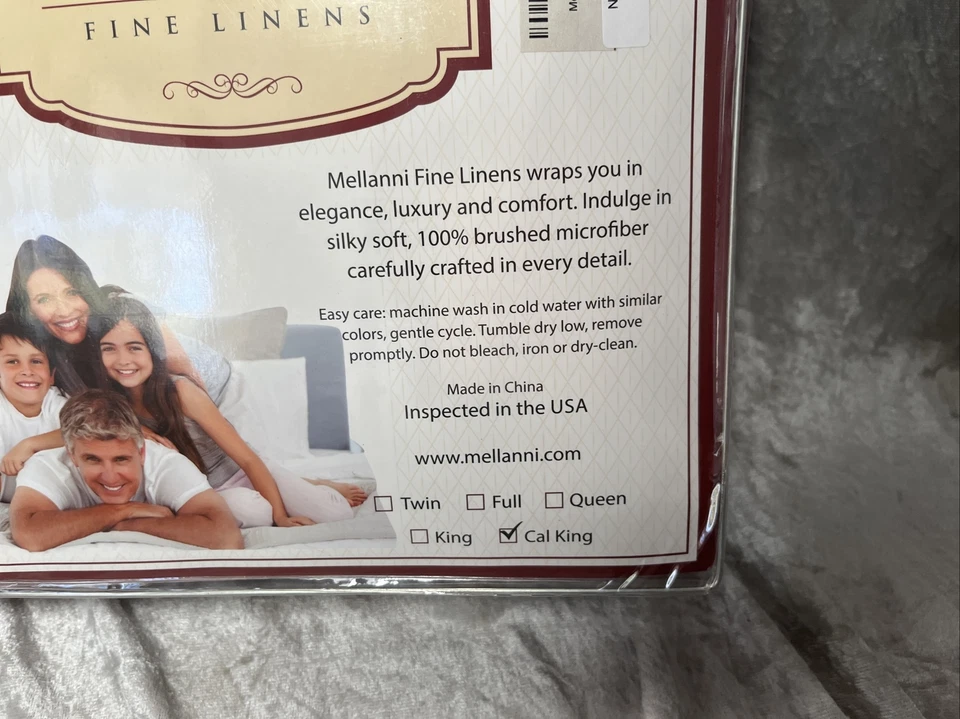 FINE LINENS
Mellanni Fine Linens wraps you in
elegance, luxury and comfort. Indulge in
silky soft, 100% brushed microfiber
carefully crafted in every detail.
Easy care: machine wash in cold water with similar
colors, gentle cycle. Tumble dry low, remove
promptly. Do not bleach, iron or dry-clean.
Made in China
Inspected in the USA
www.mellanni.com
Twin Full Queen
King Cal King